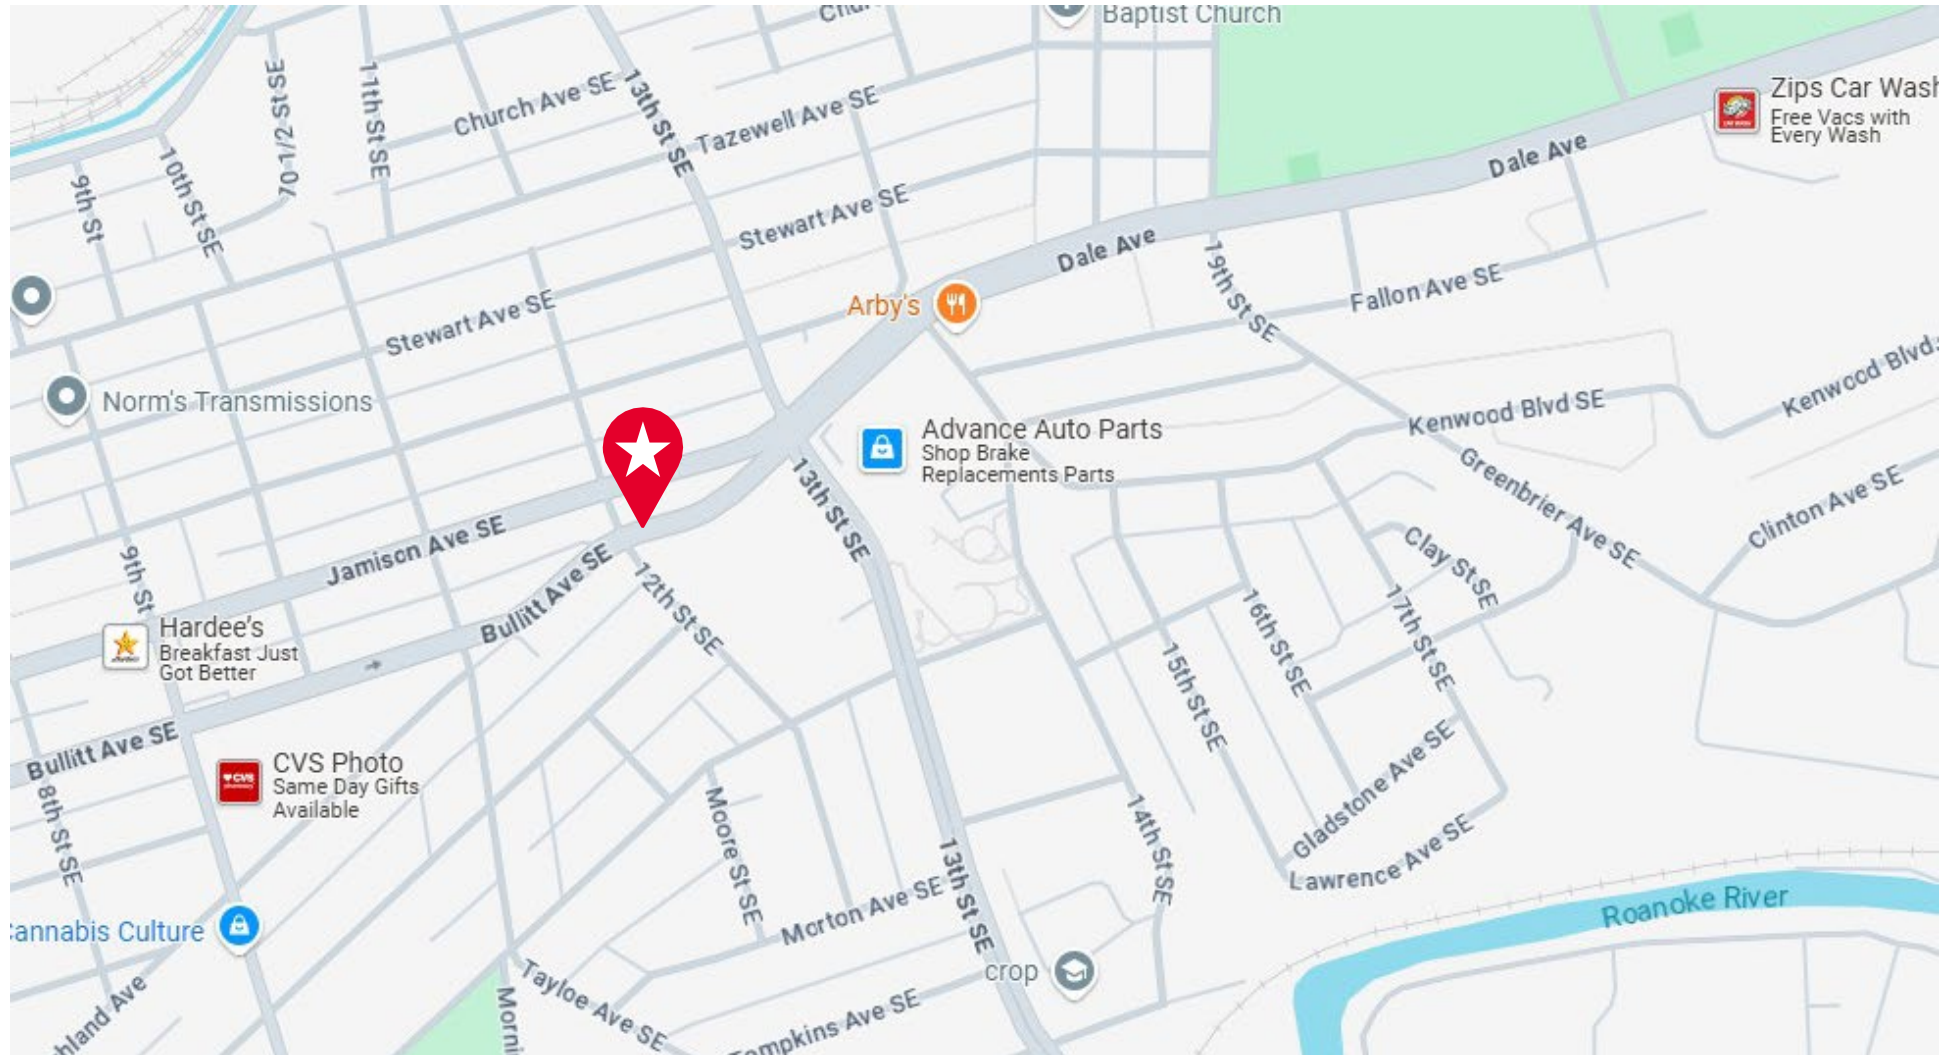 Baptist Church
Church Ave SE
13th St SE
Tazewell Ave SE
11th St SE
70 1/2 St SE
10th St SE
9th St
Zips Car Wash
Free Vacs with
Every Wash
Dale Ave
Stewart Ave SE
Dale Ave
19th St SE
Fallon Ave SE
Arby's
Stewart Ave SE
Norm's Transmissions
Kenwood Blvd
Kenwood Blvd SE
Advance Auto Parts
Shop Brake
Replacements Parts
13th St SE
Greenbrier Ave SE
Clinton Ave SE
Clay St SE
Jamison Ave SE
9th St
Bullitt Ave SE
12th St SE
16th St SE
17th St SE
15th St SE
Hardee's
Breakfast Just
Got Better
Bullitt Ave SE
8th St SE
CVS Photo
Same Day Gifts
Available
Moore St SE
14th St SE
Gladstone Ave SE
Lawrence Ave SE
Morton Ave SE
13th St SE
Roanoke River
Cannabis Culture
crop
Tayloe Ave SE
Tompkins Ave SE